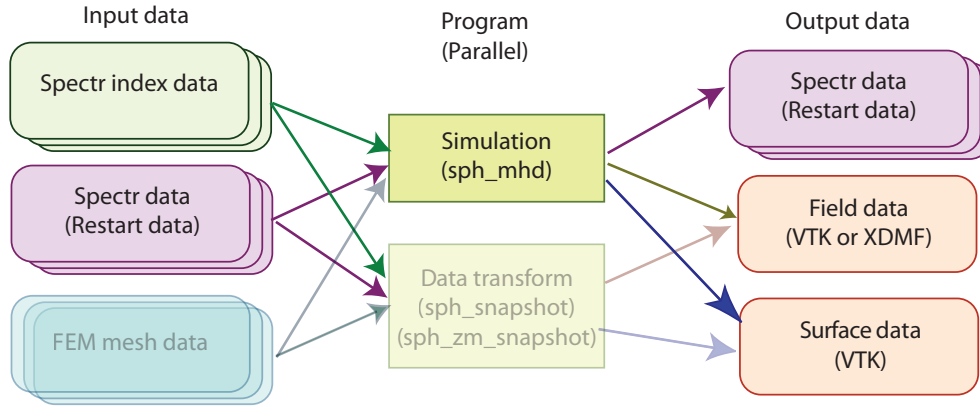 Input data
Program
(Parallel)
Output data
Spectr index data
Spectr data
(Restart data)
FEM mesh data
Simulation
(sph_mhd)
Data transform
(sph_snapshot)
(sph_zm_snapshot)
Spectr data
(Restart data)
Field data
(VTK or XDMF)
Surface data
(VTK)